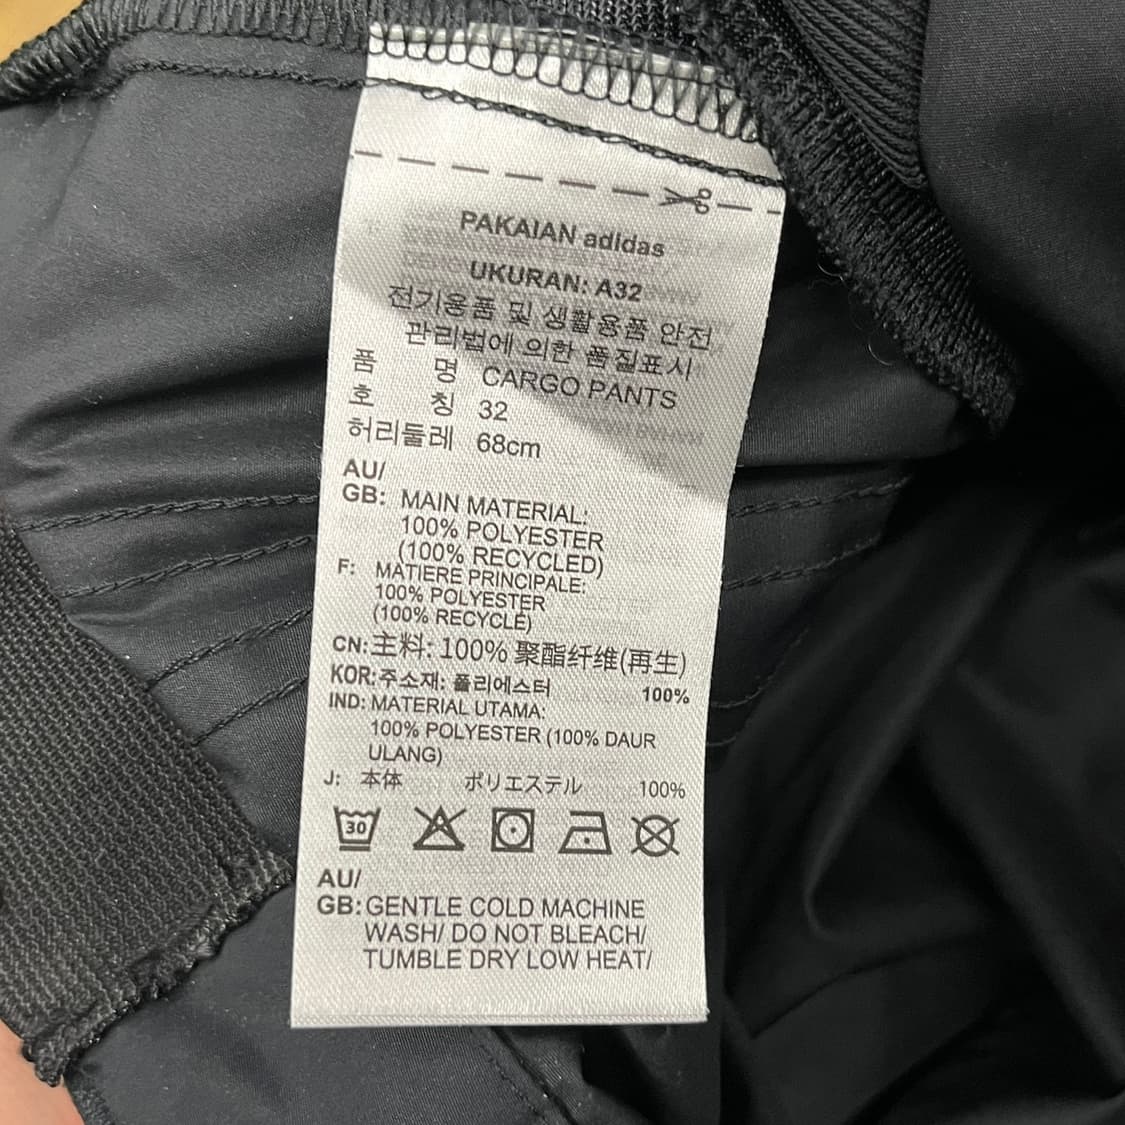 PAKAIAN adidas
UKURAN: A32
전기용품 및 생활용품 안전
관리법에 의한 품질표시
품 명 CARGO PANTS
호 칭 32
허리둘레 68cm
AU/
GB: MAIN MATERIAL:
100% POLYESTER
(100% RECYCLED)
F: MATIERE PRINCIPALE:
100% POLYESTER
(100% RECYCLÉ)
CN: 主料: 100% 聚酯纤维(再生)
KOR: 주소재: 폴리에스터 100%
IND: MATERIAL UTAMA:
100% POLYESTER (100% DAUR
ULANG)
J: 本体 ポリエステル 100%
30
AU/
GB: GENTLE COLD MACHINE
WASH/ DO NOT BLEACH/
TUMBLE DRY LOW HEAT/